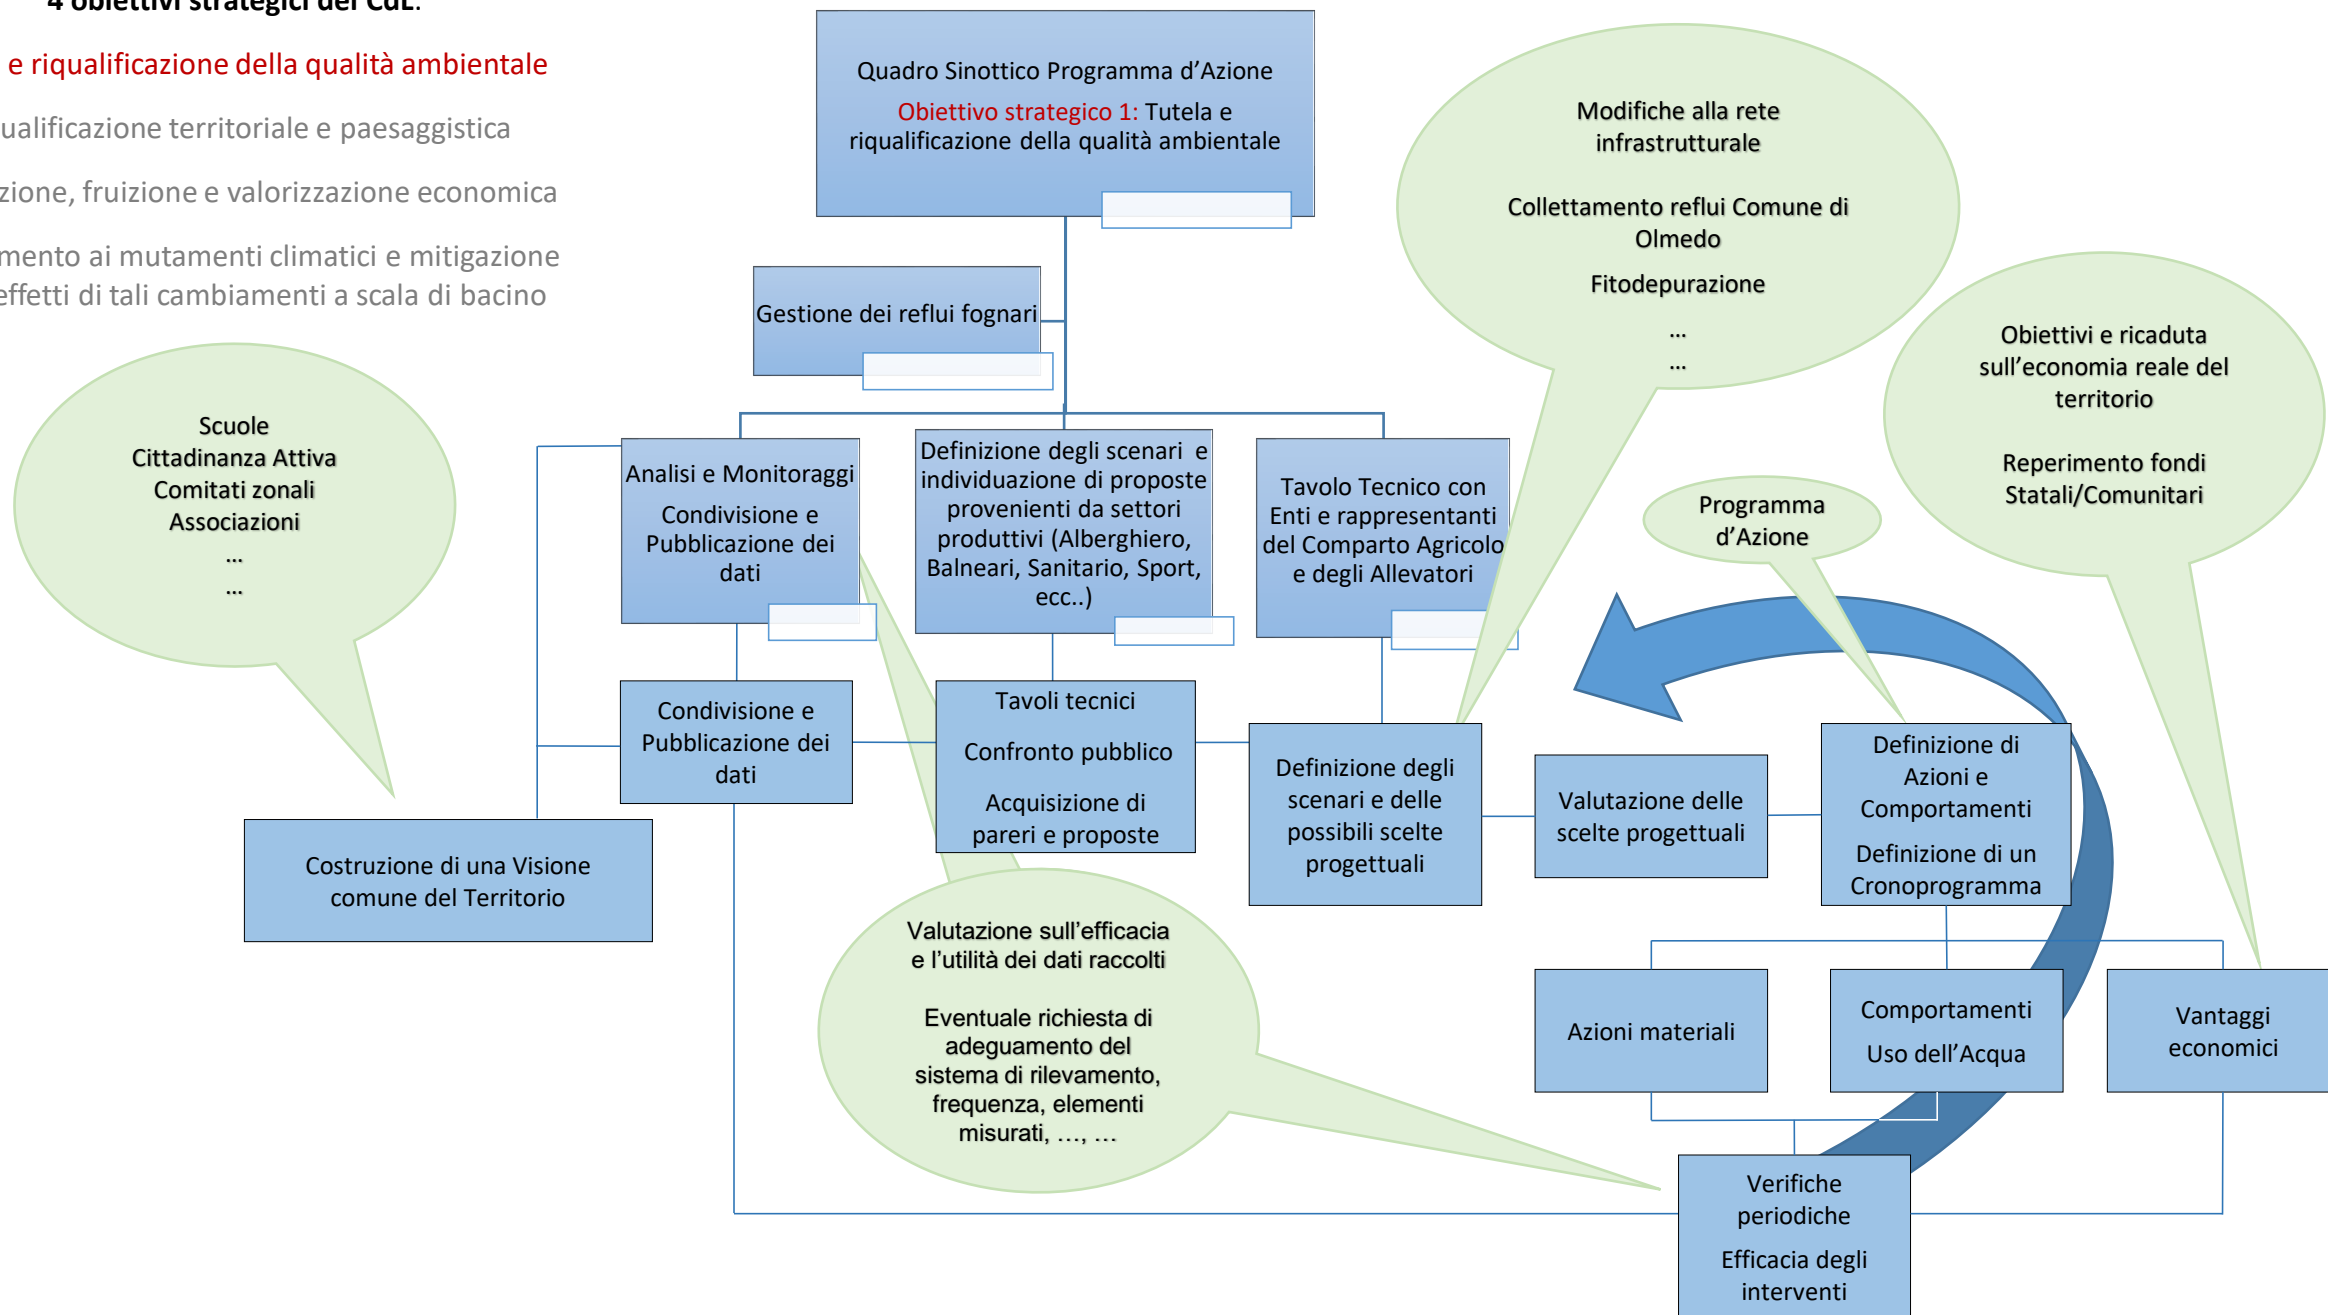 4 obiettivi strategici del CdL:
e riqualificazione della qualità ambientale
qualificazione territoriale e paesaggistica
zione, fruizione e valorizzazione economica
mento ai mutamenti climatici e mitigazione
effetti di tali cambiamenti a scala di bacino
Quadro Sinottico Programma d’Azione
Obiettivo strategico 1: Tutela e
riqualificazione della qualità ambientale
Gestione dei reflui fognari
Modifiche alla rete
infrastrutturale
Collettamento reflui Comune di
Olmedo
Fitodepurazione
…
…
Obiettivi e ricaduta
sull’economia reale del
territorio
Reperimento fondi
Statali/Comunitari
Scuole
Cittadinanza Attiva
Comitati zonali
Associazioni
…
…
Analisi e Monitoraggi
Condivisione e
Pubblicazione dei
dati
Definizione degli scenari e
individuazione di proposte
provenienti da settori
produttivi (Alberghiero,
Balneari, Sanitario, Sport,
ecc..)
Tavolo Tecnico con
Enti e rappresentanti
del Comparto Agricolo
e degli Allevatori
Programma
d’Azione
Condivisione e
Pubblicazione dei
dati
Tavoli tecnici
Confronto pubblico
Acquisizione di
pareri e proposte
Definizione degli
scenari e delle
possibili scelte
progettuali
Valutazione delle
scelte progettuali
Definizione di
Azioni e
Comportamenti
Definizione di un
Cronoprogramma
Costruzione di una Visione
comune del Territorio
Valutazione sull’efficacia
e l’utilità dei dati raccolti
Eventuale richiesta di
adeguamento del
sistema di rilevamento,
frequenza, elementi
misurati, …, …
Azioni materiali
Comportamenti
Uso dell’Acqua
Vantaggi
economici
Verifiche
periodiche
Efficacia degli
interventi